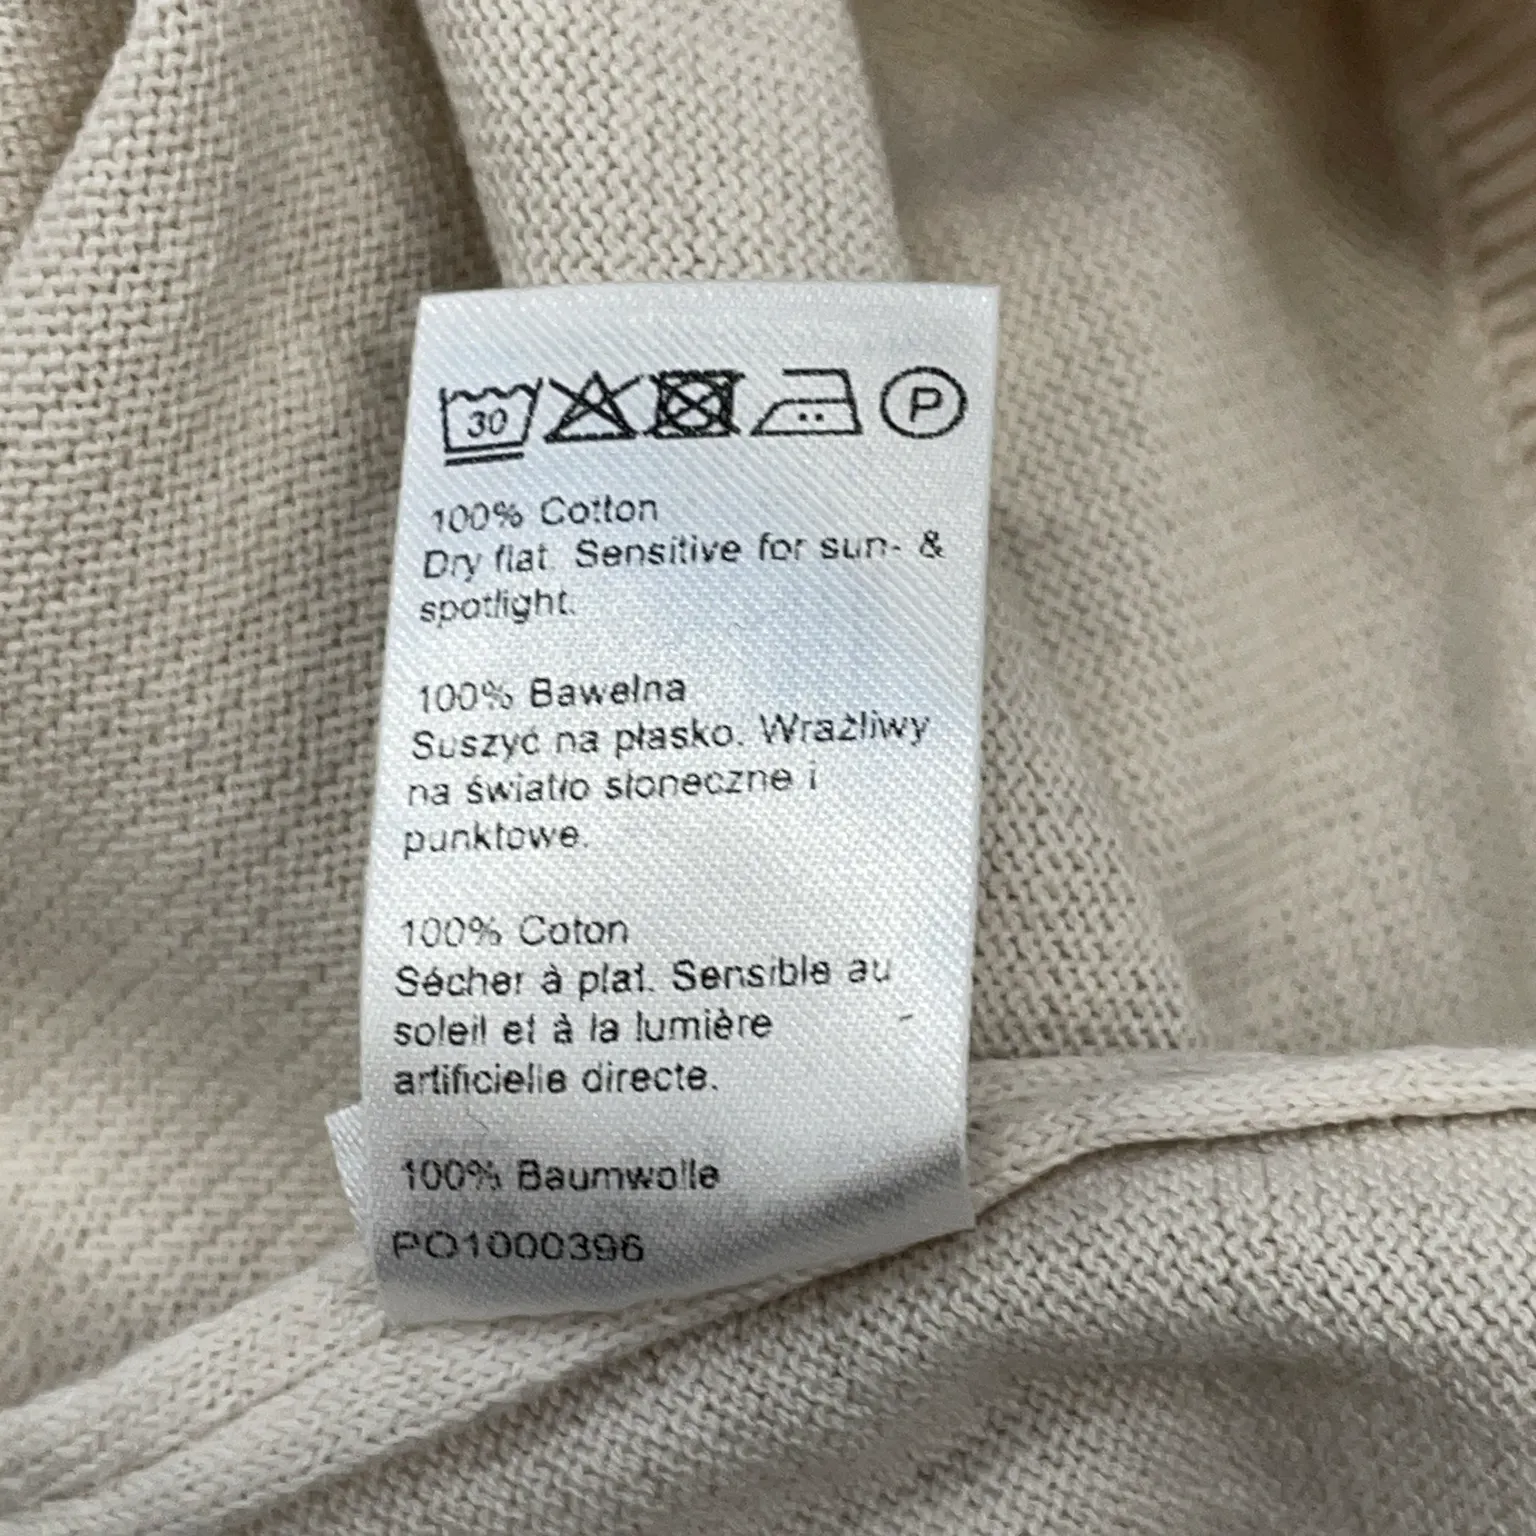 30
P
100% Cotton
Dry flat. Sensitive for sun- &
spotlight.
100% Bawełna
Suszyć na płasko. Wrażliwy
na światło słoneczne i
punktowe.
100% Coton
Sécher à plat. Sensible au
soleil et à la lumière
artificielle directe.
100% Baumwolle
PO1000396